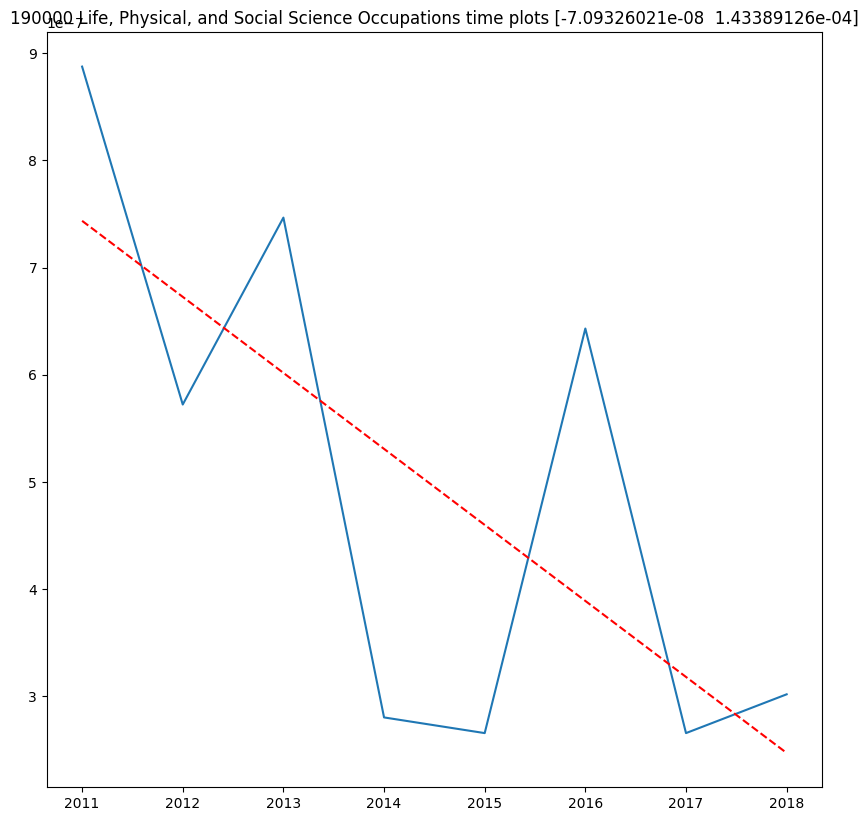 190000 Life, Physical, and Social Science Occupations time plots [-7.09326021e-08  1.43389126e-04]
1e-7
9
8
7
6
5
4
3
2011 2012 2013 2014 2015 2016 2017 2018